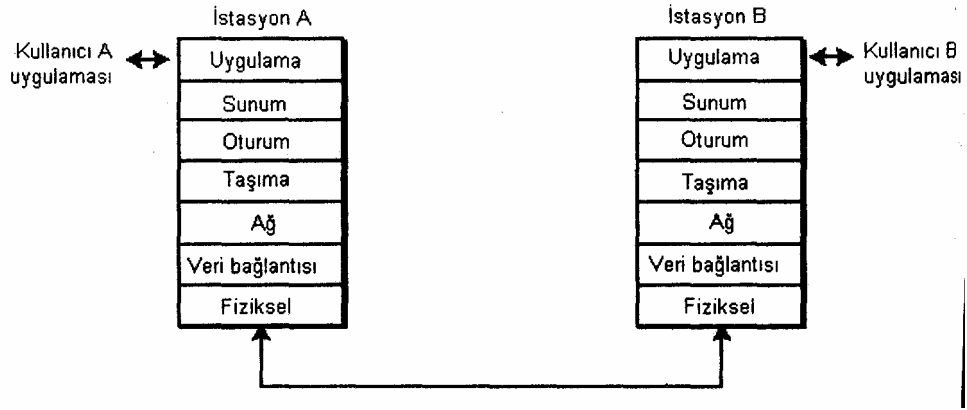 İstasyon A
Kullanıcı A
uygulaması
Uygulama
Sunum
Oturum
Taşıma
Ağ
Veri bağlantısı
Fiziksel
İstasyon B
Kullanıcı B
uygulaması
Uygulama
Sunum
Oturum
Taşıma
Ağ
Veri bağlantısı
Fiziksel